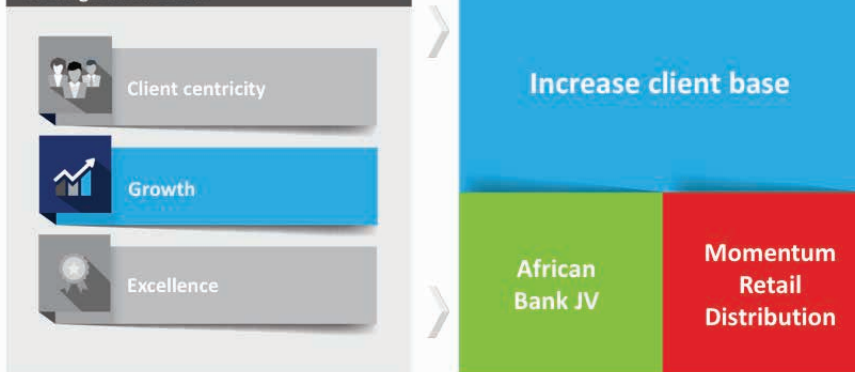 Client centricity
Growth
Excellence
Increase client base
African
Bank JV
Momentum
Retail
Distribution